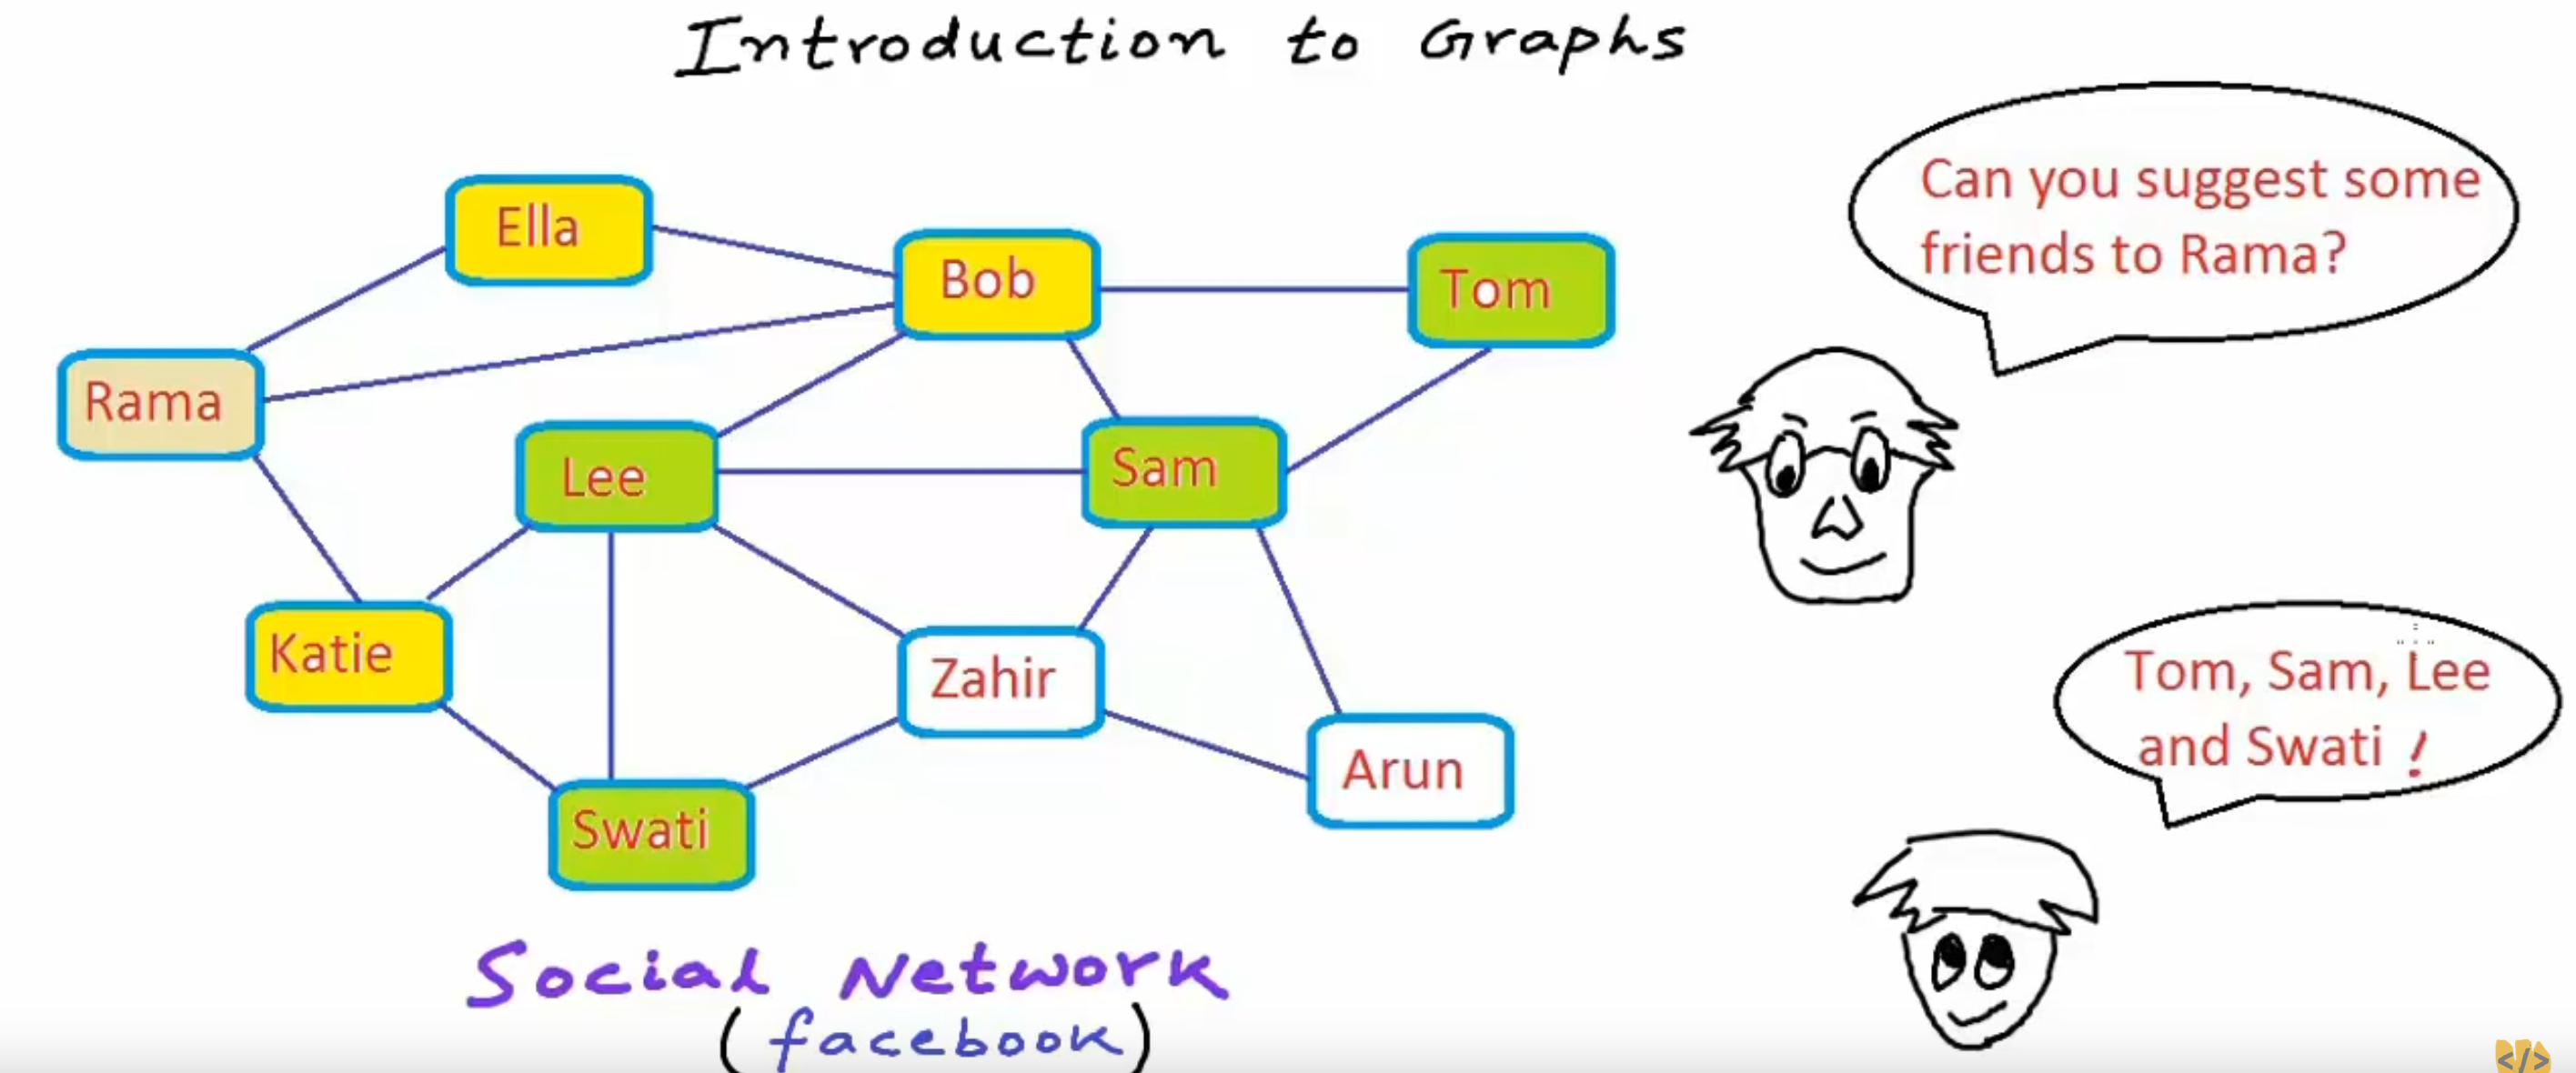 Introduction to Graphs
Can you suggest some
friends to Rama?
Ella
Bob
Tom
Rama
Lee
Sam
Katie
Zahir
Arun
Swati
Tom, Sam, Lee
and Swati !
Social Network
(facebook)
</>